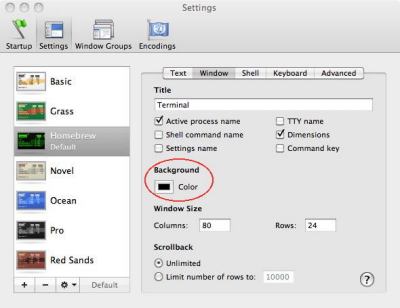 Settings
Startup Settings Window Groups Encodings
Text Window Shell Keyboard Advanced
Basic
Grass
Homebrew
Default
Novel
Ocean
Pro
Red Sands
+ − Default
Title
Terminal
Active process name TTY name
Shell command name Dimensions
Settings name Command key
Background
Color
Window Size
Columns: 80 Rows: 24
Scrollback
Unlimited
Limit number of rows to: 10000
?